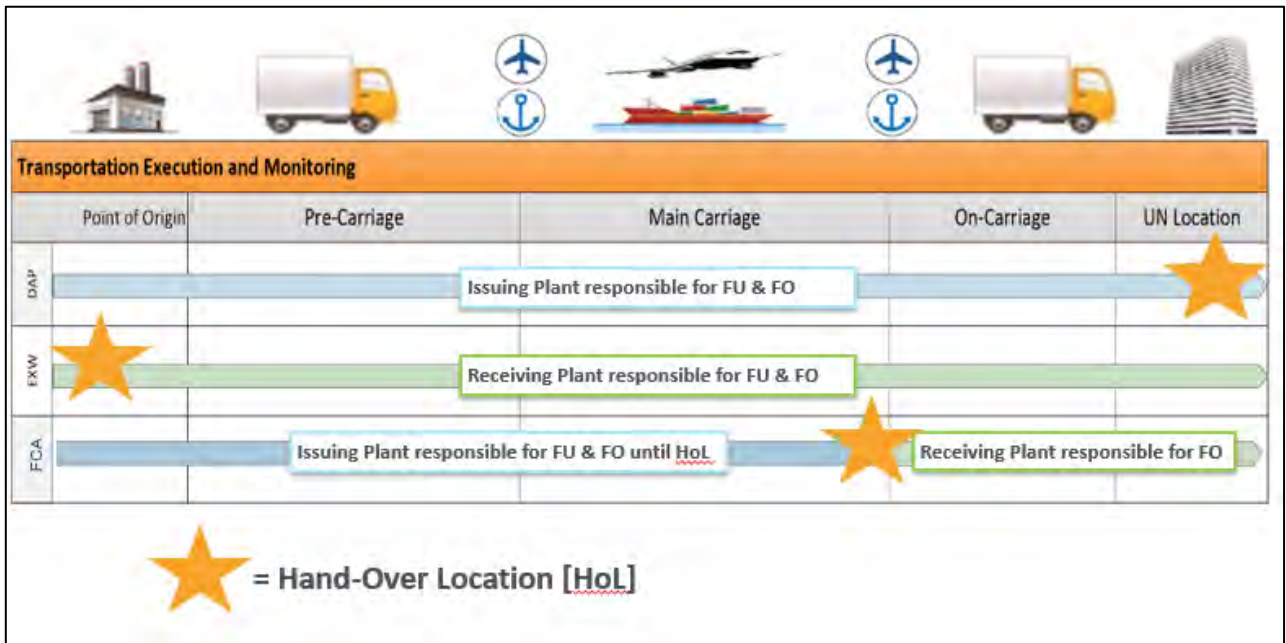 Transportation Execution and Monitoring
Point of Origin
Pre-Carriage
Main Carriage
On-Carriage
UN Location
DAP
Issuing Plant responsible for FU & FO
EXW
Receiving Plant responsible for FU & FO
FCA
Issuing Plant responsible for FU & FO until HoL
Receiving Plant responsible for FO
= Hand-Over Location [HoL]